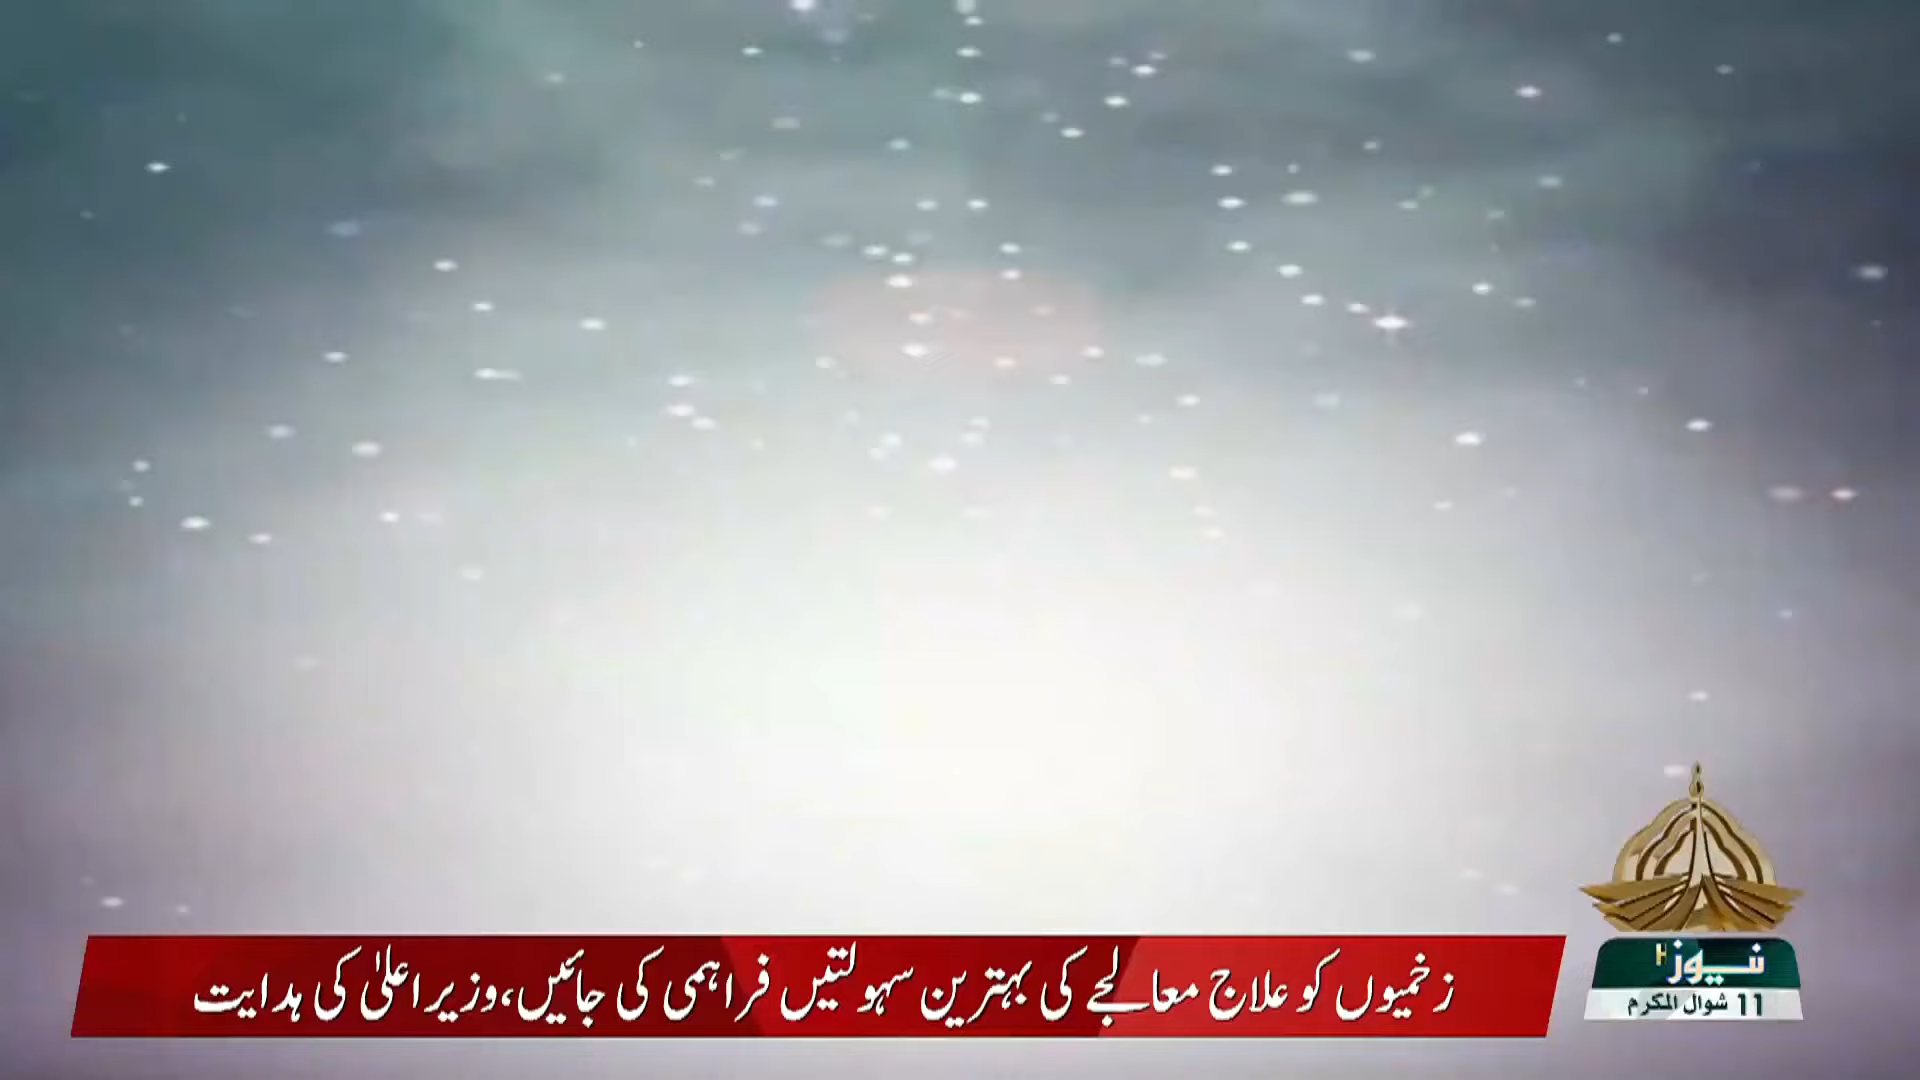 زخمیوں کو علاج معالجے کی بہترین سہولتیں فراہمی کی جائیں،وزیراعلیٰ کی ہدایت
نیوز H
11 شوال المکرم